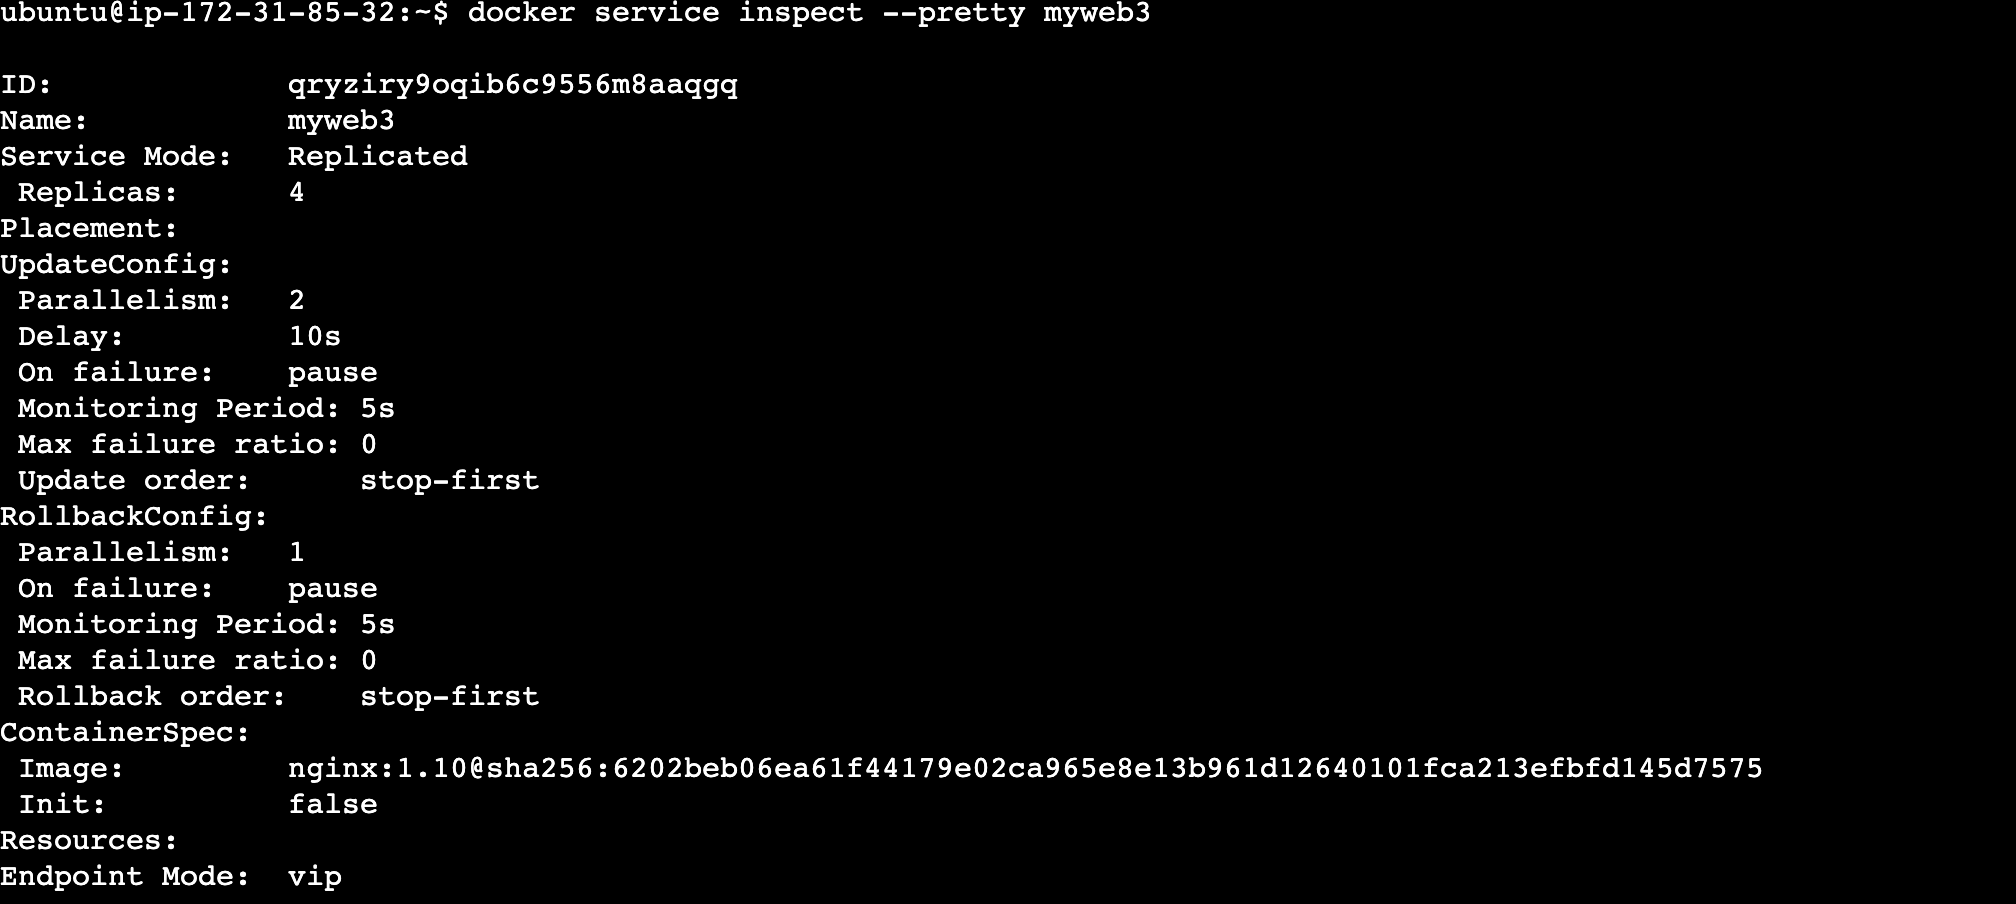 ubuntu@ip-172-31-85-32:~$ docker service inspect --pretty myweb3
ID: qryziry9oqib6c9556m8aaqgq
Name: myweb3
Service Mode: Replicated
Replicas: 4
Placement:
UpdateConfig:
Parallelism: 2
Delay: 10s
On failure: pause
Monitoring Period: 5s
Max failure ratio: 0
Update order: stop-first
RollbackConfig:
Parallelism: 1
On failure: pause
Monitoring Period: 5s
Max failure ratio: 0
Rollback order: stop-first
ContainerSpec:
Image: nginx:1.10@sha256:6202beb06ea61f44179e02ca965e8e13b961d12640101fca213efbfd145d7575
Init: false
Resources:
Endpoint Mode: vip